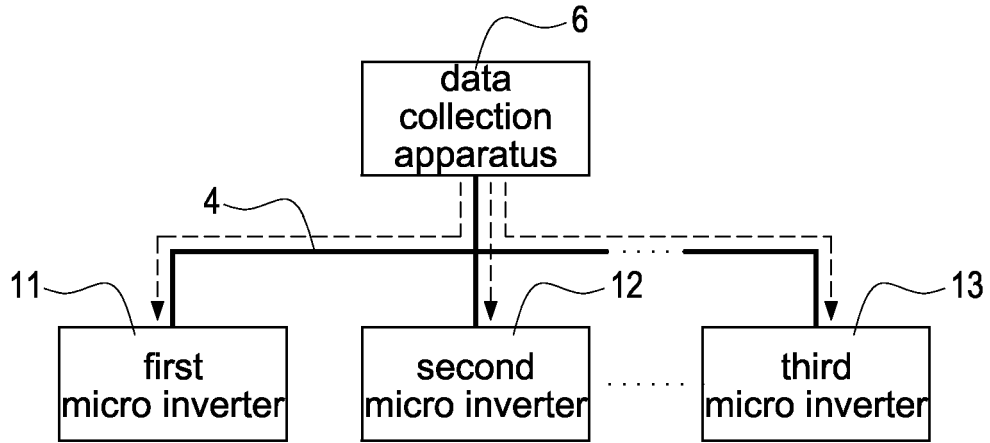 6
data
collection
apparatus
4
11
12
13
first
micro inverter
second
micro inverter
third
micro inverter